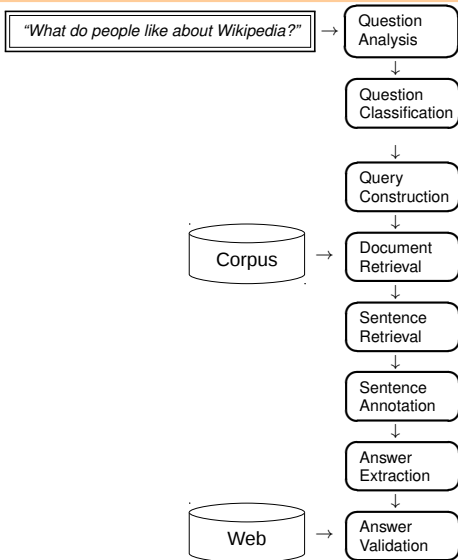 “What do people like about Wikipedia?” → Question
Analysis
↓
Question
Classification
↓
Query
Construction
↓
Corpus → Document
Retrieval
↓
Sentence
Retrieval
↓
Sentence
Annotation
↓
Answer
Extraction
↓
Web → Answer
Validation